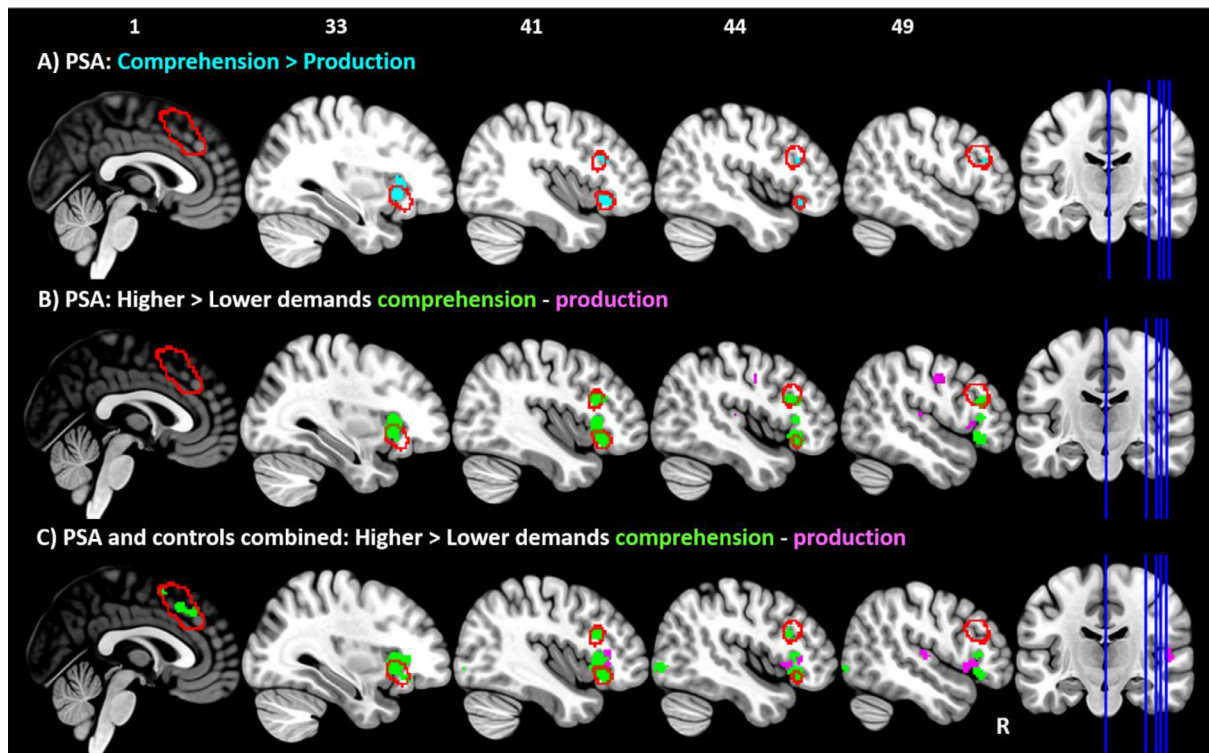 1 33 41 44 49
A) PSA: Comprehension > Production
B) PSA: Higher > Lower demands comprehension - production
C) PSA and controls combined: Higher > Lower demands comprehension - production
R